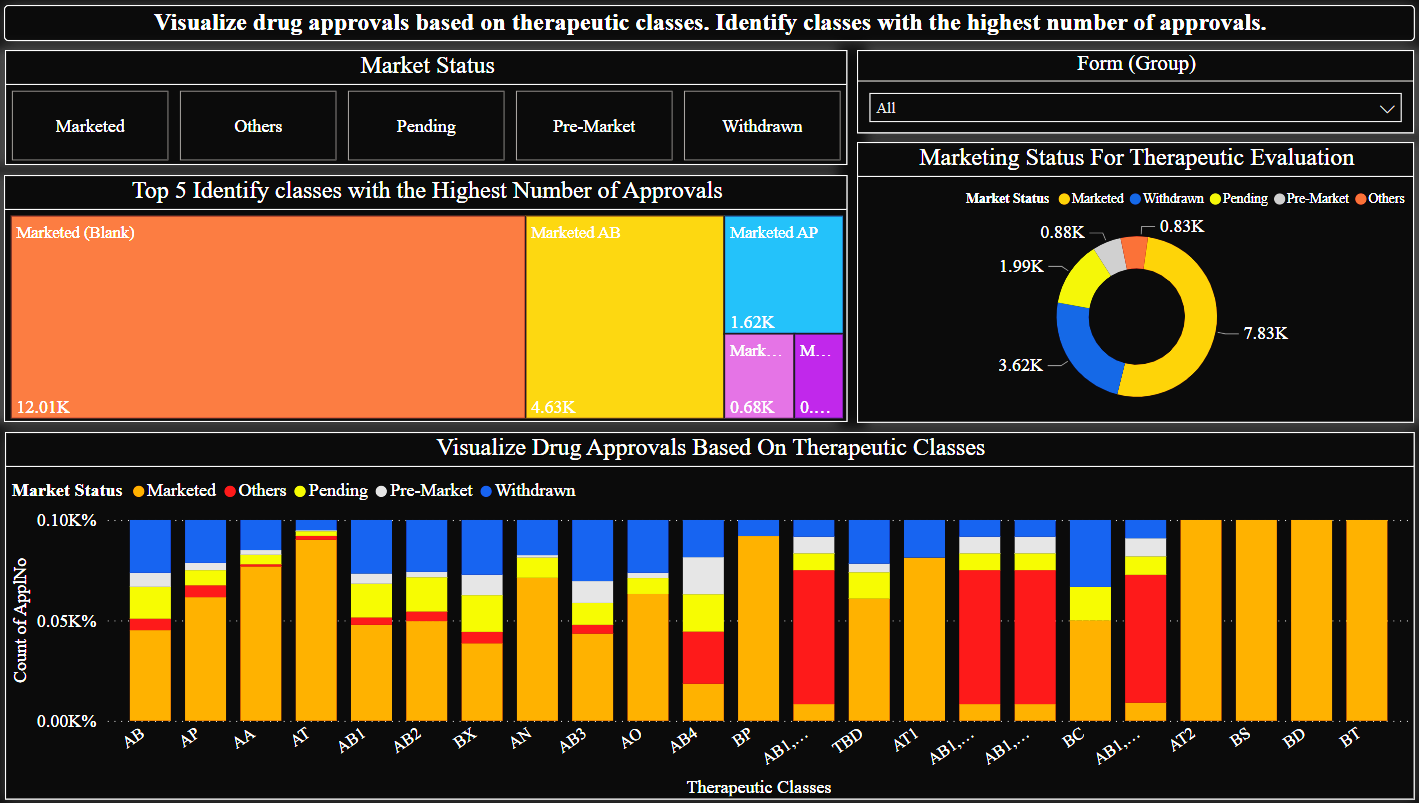 Visualize drug approvals based on therapeutic classes. Identify classes with the highest number of approvals.
Market Status
Marketed
Others
Pending
Pre-Market
Withdrawn
Form (Group)
All
Top 5 Identify classes with the Highest Number of Approvals
Marketed (Blank)
12.01K
Marketed AB
4.63K
Marketed AP
1.62K
Mark…
0.68K
M…
0.…
Marketing Status For Therapeutic Evaluation
Market Status Marketed Withdrawn Pending Pre-Market Others
0.88K
0.83K
1.99K
7.83K
3.62K
Visualize Drug Approvals Based On Therapeutic Classes
Market Status Marketed Others Pending Pre-Market Withdrawn
Count of ApplNo
0.10K%
0.05K%
0.00K%
AB
AP
AA
AT
AB1
AB2
BX
AN
AB3
AO
AB4
BP
AB1,…
TBD
AT1
AB1,…
AB1,…
BC
AB1,…
AT2
BS
BD
BT
Therapeutic Classes